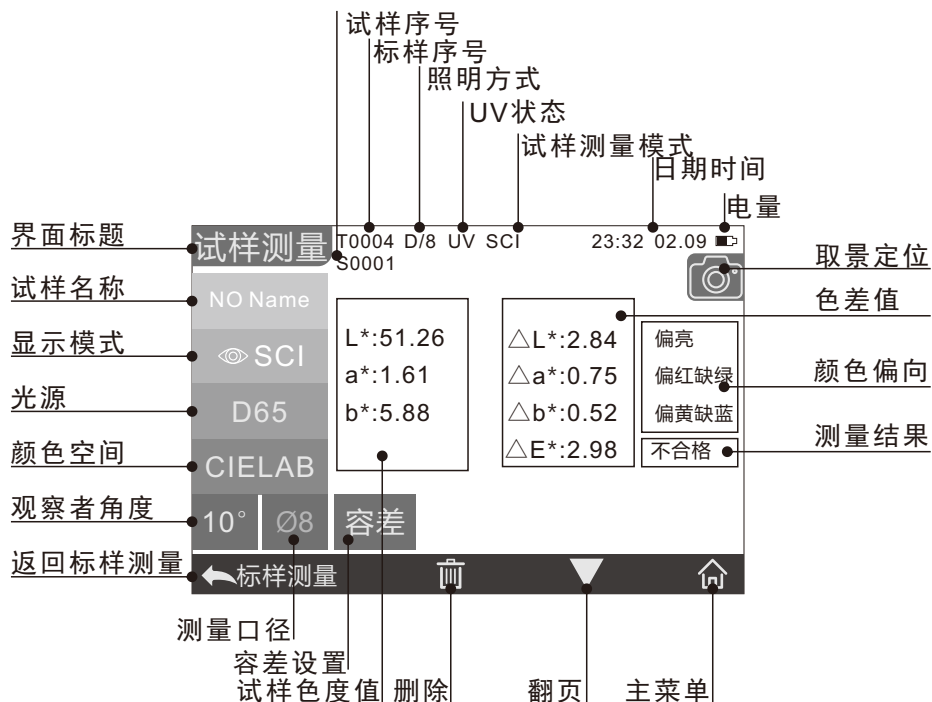 试样序号
标样序号
照明方式
UV状态
试样测量模式
日期时间
电量
界面标题
试样测量
T0004 D/8 UV SCI
23:32 02.09
S0001
取景定位
试样名称
NO Name
色差值
L*:51.26
a*:1.61
b*:5.88
△L*:2.84
△a*:0.75
△b*:0.52
△E*:2.98
偏亮
偏红缺绿
偏黄缺蓝
不合格
显示模式
SCI
颜色偏向
光源
D65
测量结果
颜色空间
CIELAB
观察者角度
10°
Ø8
容差
返回标样测量
标样测量
测量口径
容差设置
试样色度值
删除
翻页
主菜单